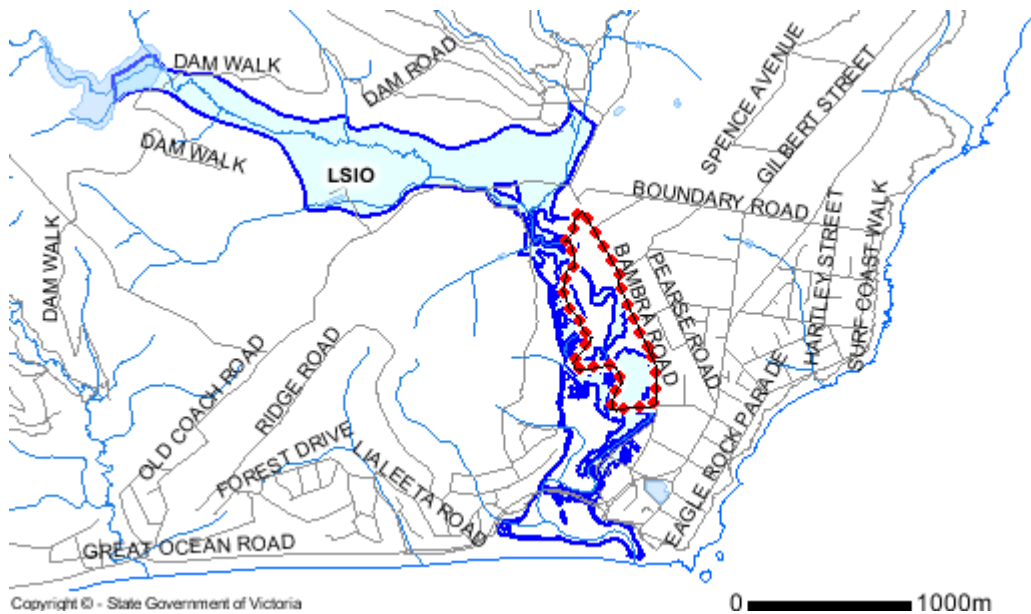 DAM WALK
DAM ROAD
SPENCE AVENUE
GILBERT STREET
DAM WALK
LSIO
BOUNDARY ROAD
DAM WALK
HARTLEY STREET
SURF COAST WALK
BAMBRA ROAD
PEARSE ROAD
OLD COACH ROAD
RIDGE ROAD
FOREST DRIVE
LIALEETA ROAD
EAGLE ROCK PARADE
GREAT OCEAN ROAD
Copyright © - State Government of Victoria
0 1000m